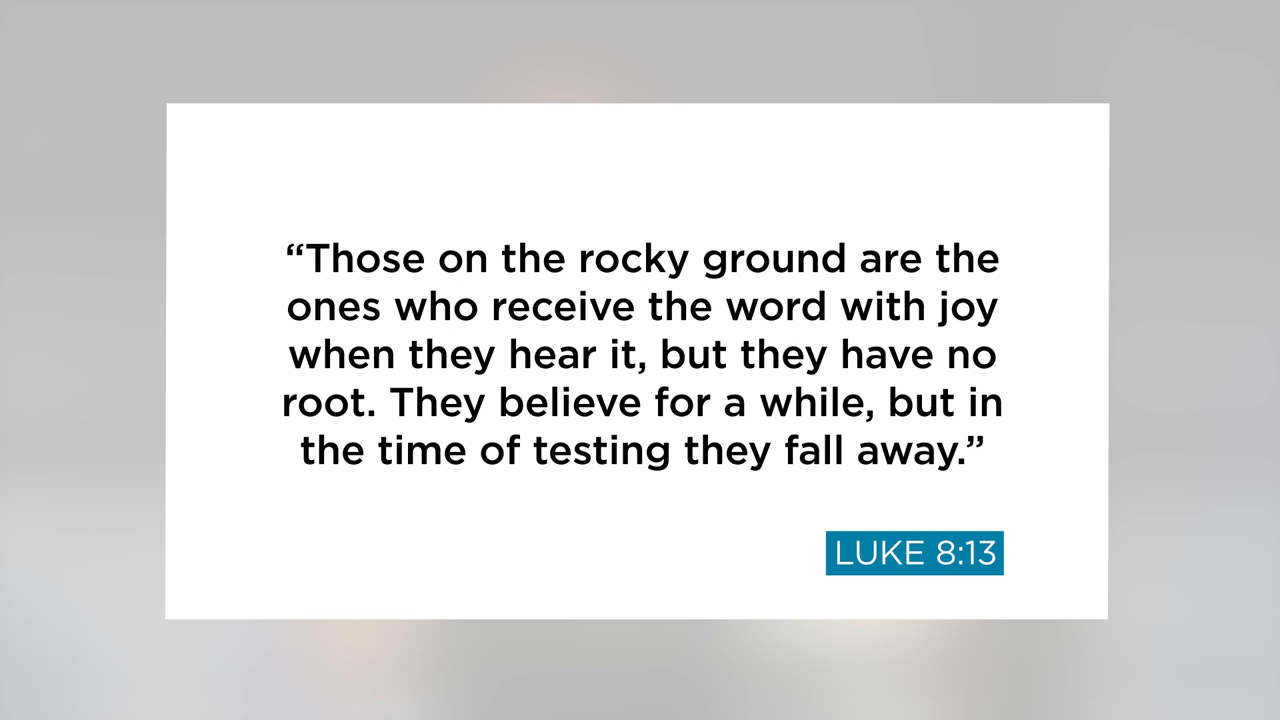 “Those on the rocky ground are the
ones who receive the word with joy
when they hear it, but they have no
root. They believe for a while, but in
the time of testing they fall away.”
LUKE 8:13